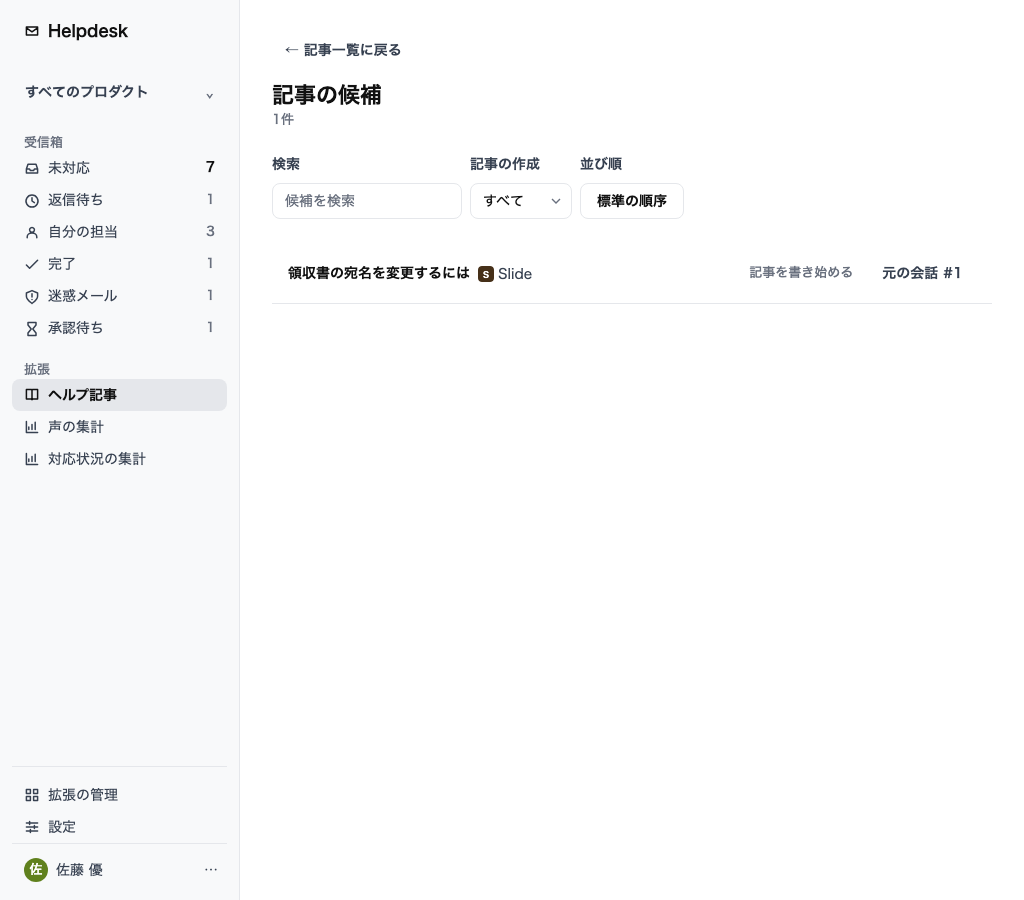 Helpdesk
すべてのプロダクト
受信箱
未対応 7
返信待ち 1
自分の担当 3
完了 1
迷惑メール 1
承認待ち 1
拡張
ヘルプ記事
声の集計
対応状況の集計
拡張の管理
設定
佐 佐藤 優 …
← 記事一覧に戻る
記事の候補
1件
検索 記事の作成 並び順
候補を検索 すべて 標準の順序
領収書の宛名を変更するには S Slide 記事を書き始める 元の会話 #1